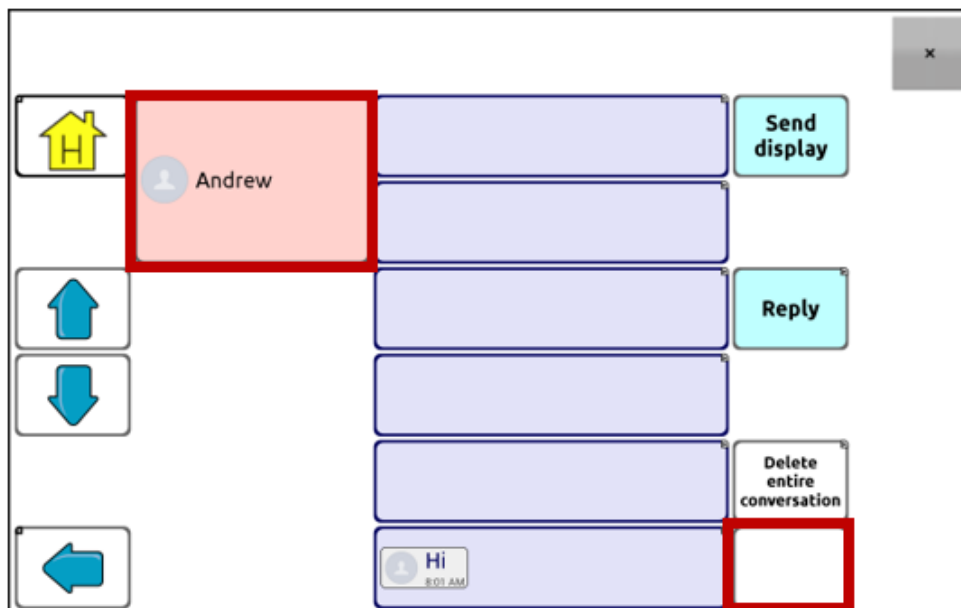 ×
H
Andrew
Send
display
Reply
Delete
entire
conversation
Hi
8:01 AM